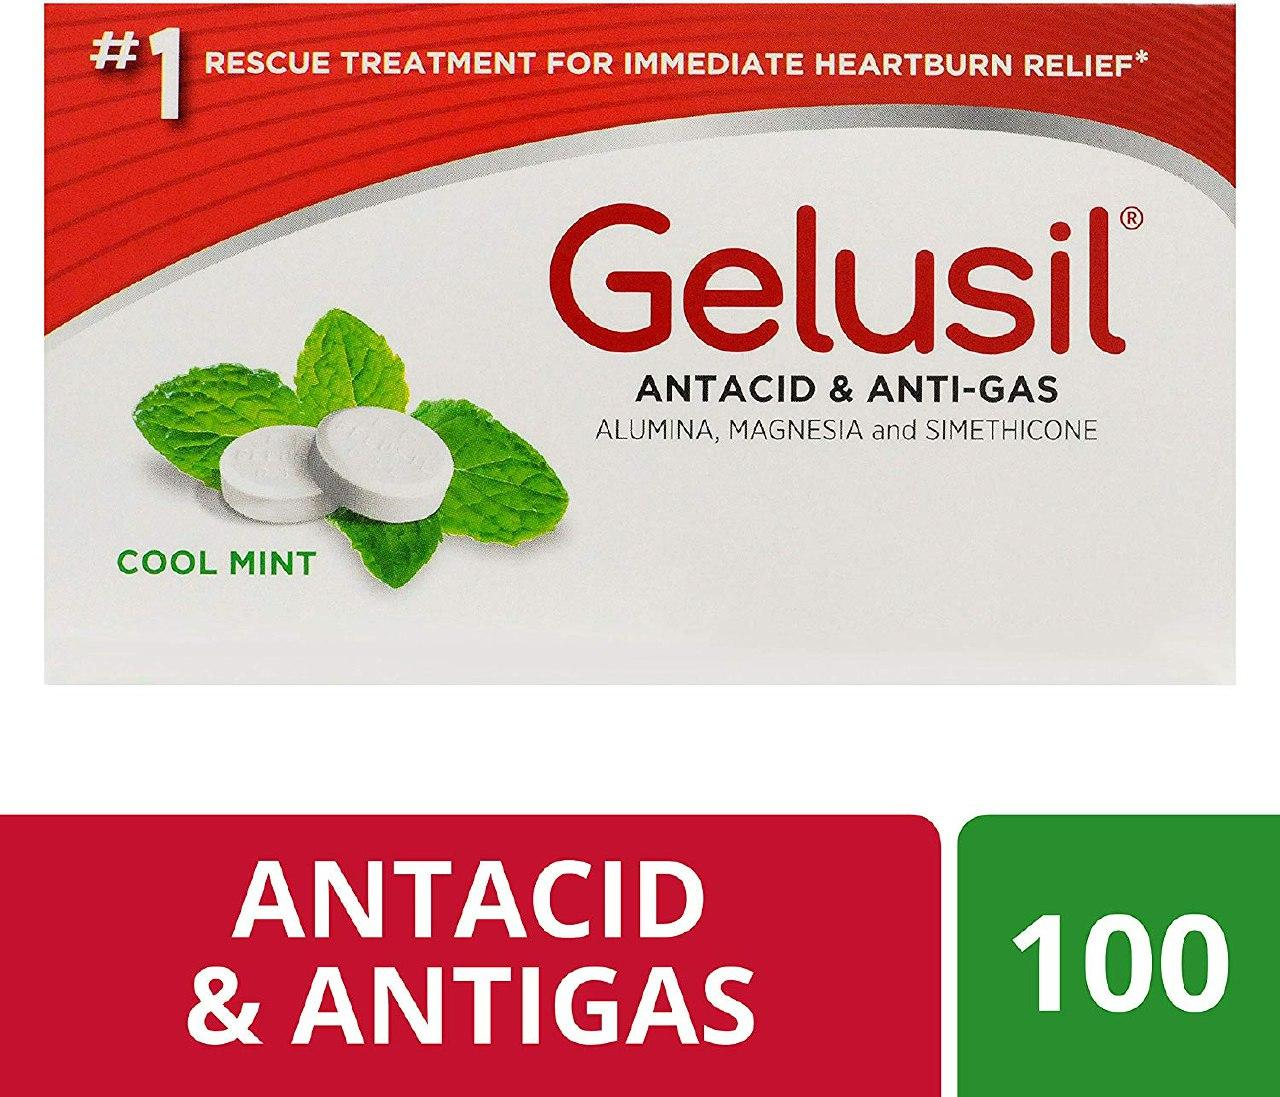 #1 RESCUE TREATMENT FOR IMMEDIATE HEARTBURN RELIEF*
Gelusil®
ANTACID & ANTI-GAS
ALUMINA, MAGNESIA and SIMETHICONE
COOL MINT
ANTACID
& ANTIGAS
100